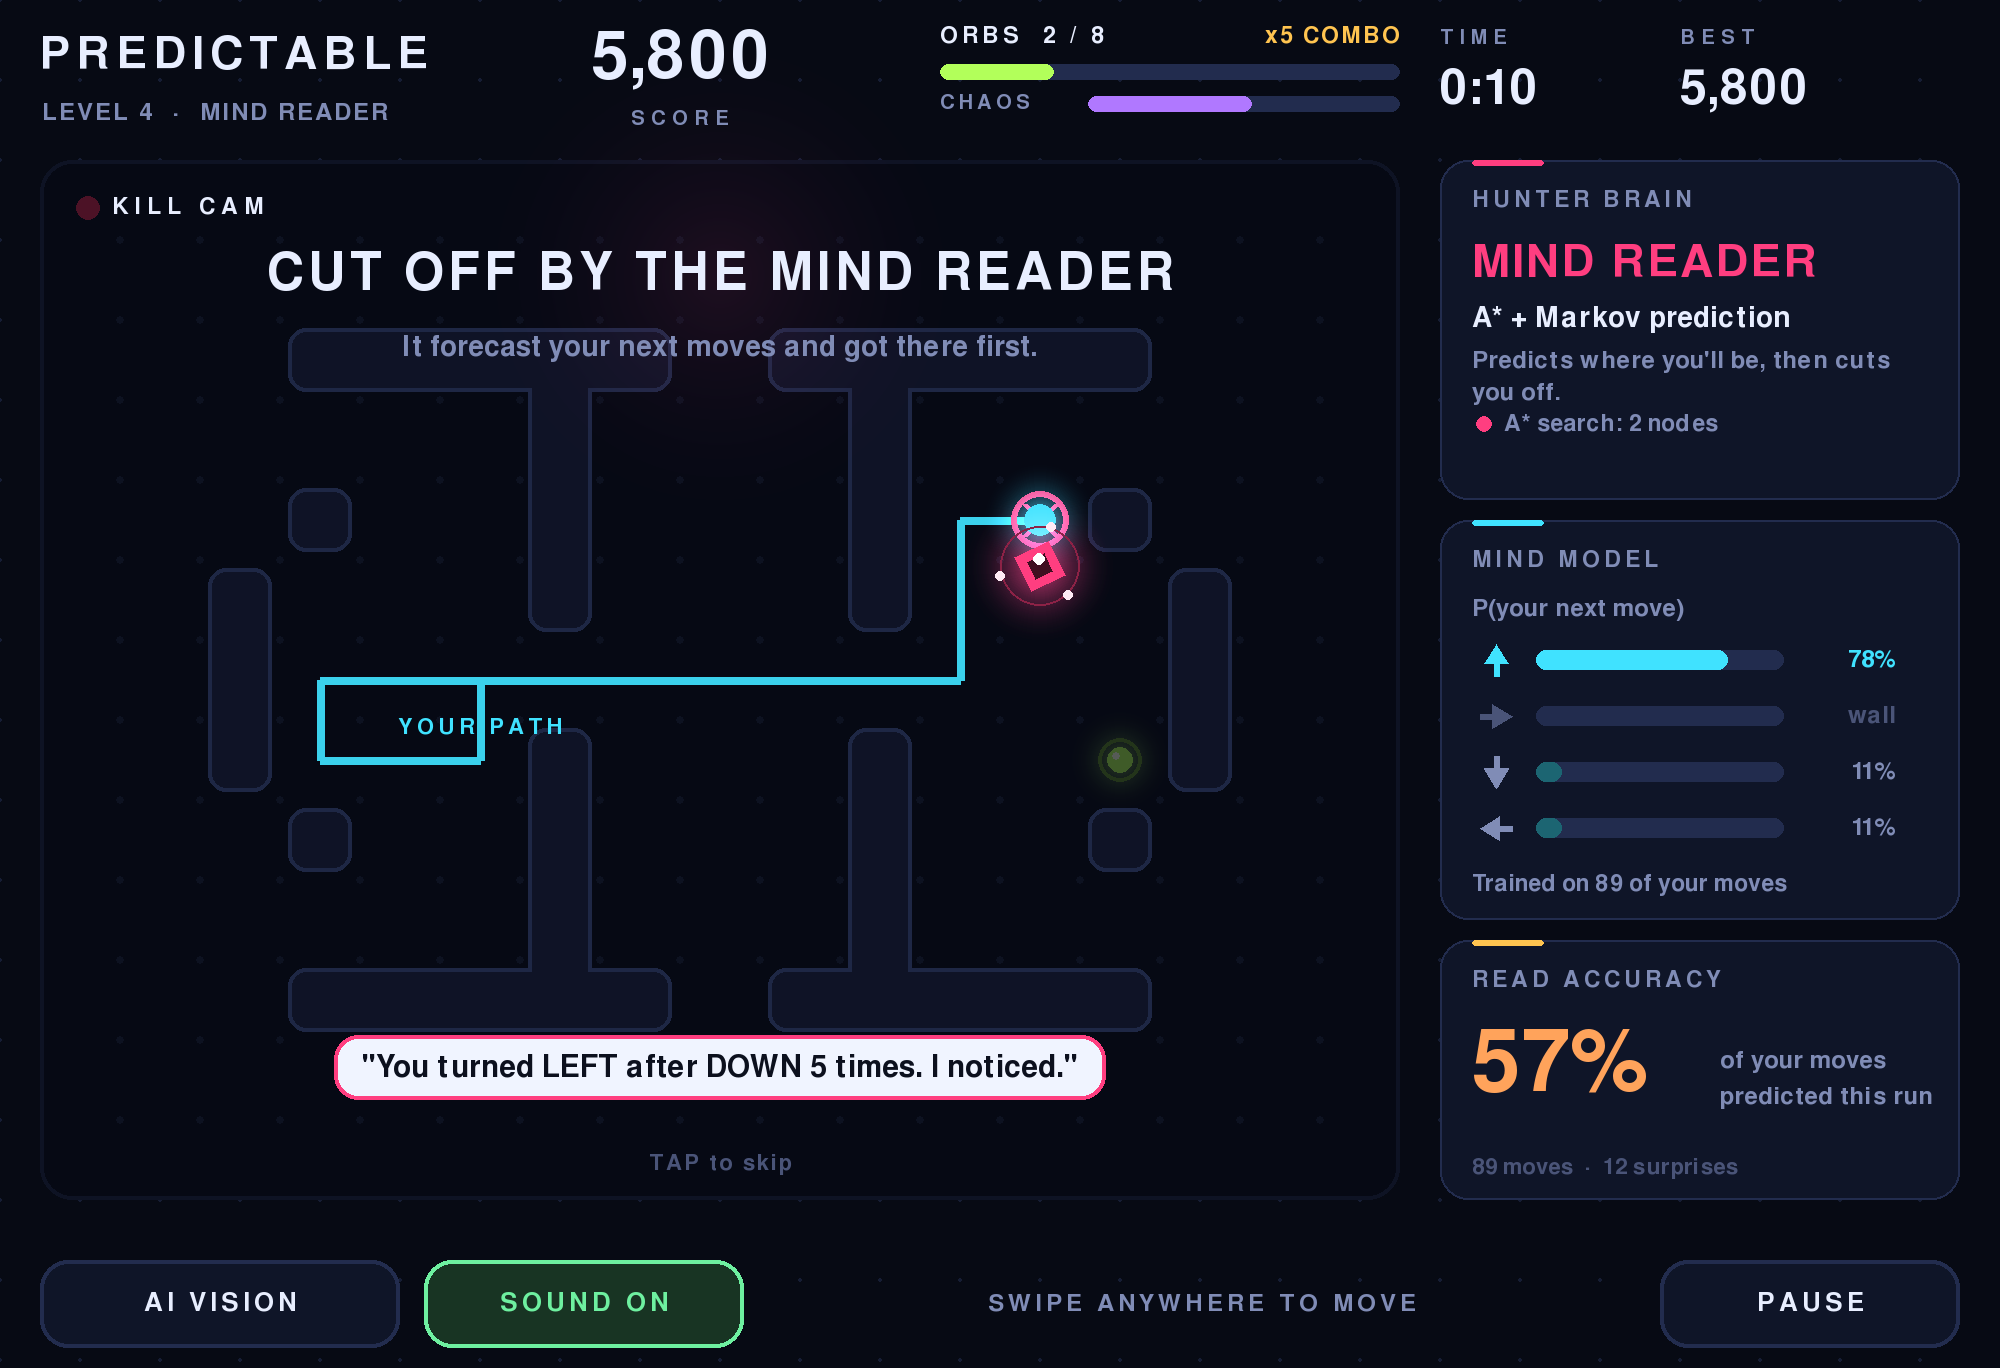 PREDICTABLE
LEVEL 4 · MIND READER
5,800
SCORE
ORBS 2 / 8
x5 COMBO
CHAOS
TIME
0:10
BEST
5,800
KILL CAM
CUT OFF BY THE MIND READER
It forecast your next moves and got there first.
YOUR PATH
"You turned LEFT after DOWN 5 times. I noticed."
TAP to skip
HUNTER BRAIN
MIND READER
A* + Markov prediction
Predicts where you'll be, then cuts
you off.
A* search: 2 nodes
MIND MODEL
P(your next move)
78%
wall
11%
11%
Trained on 89 of your moves
READ ACCURACY
57%
of your moves
predicted this run
89 moves · 12 surprises
AI VISION
SOUND ON
SWIPE ANYWHERE TO MOVE
PAUSE